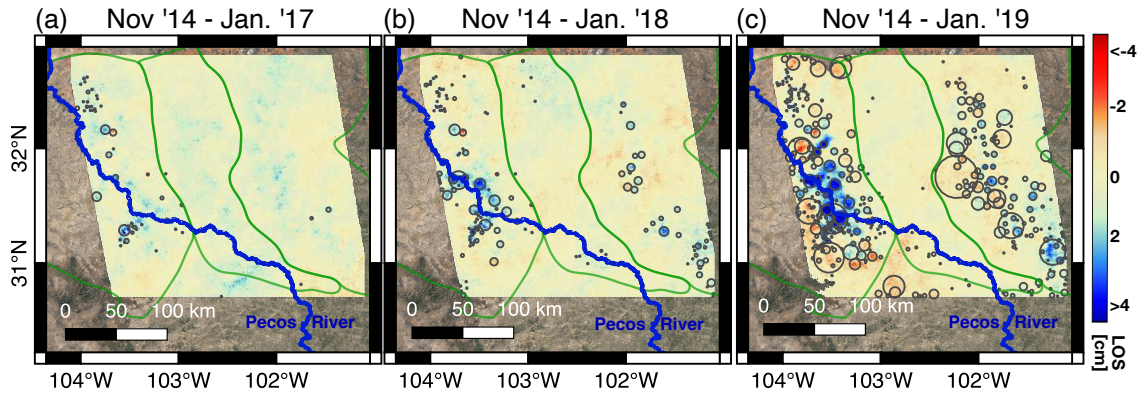 (a) Nov '14 - Jan. '17
(b) Nov '14 - Jan. '18
(c) Nov '14 - Jan. '19
32°N
31°N
0 50 100 km
Pecos River
104°W 103°W 102°W
0 50 100 km
Pecos River
104°W 103°W 102°W
0 50 100 km
Pecos River
104°W 103°W 102°W
<-4
-2
0
2
>4
LOS
[cm]